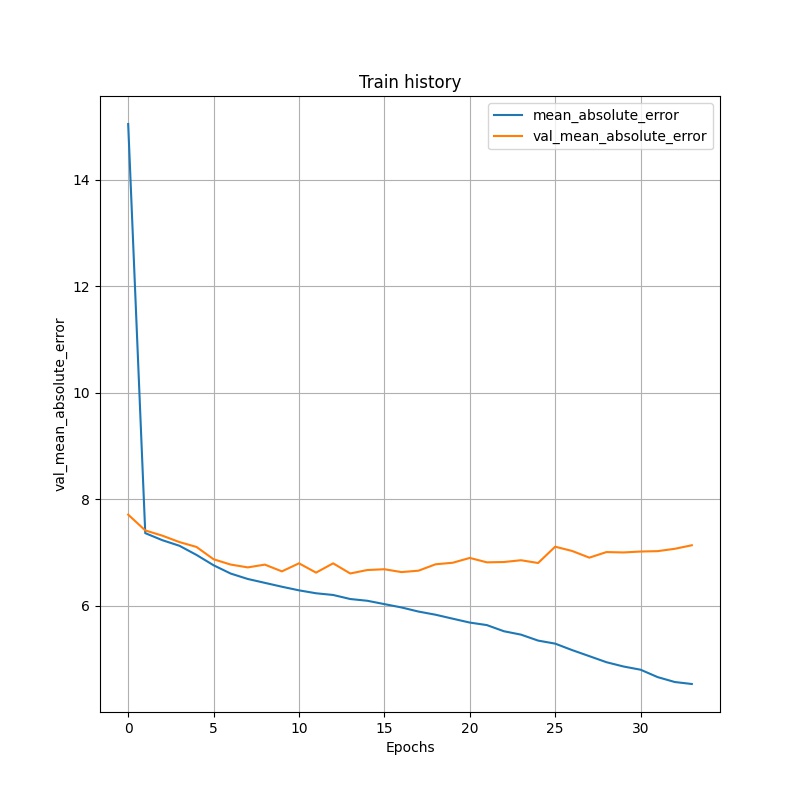 Train history
mean_absolute_error
val_mean_absolute_error
val_mean_absolute_error
14
12
10
8
6
0 5 10 15 20 25 30
Epochs